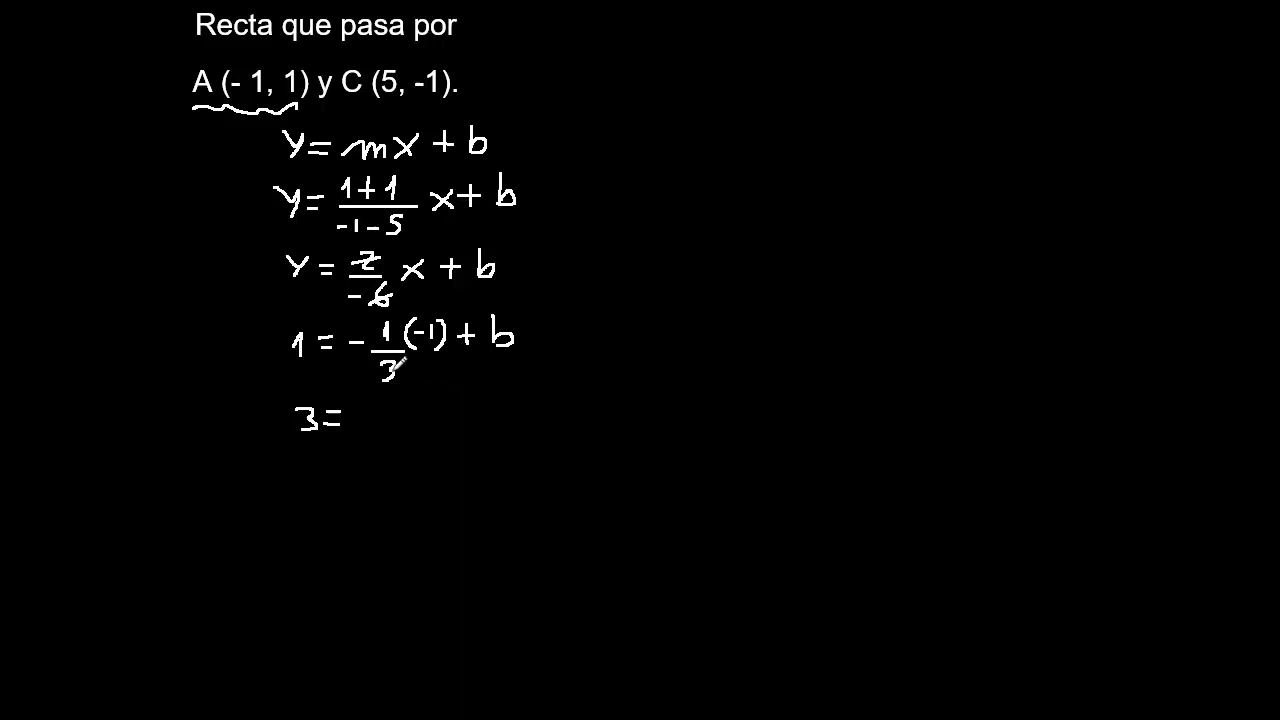 Recta que pasa por
A (- 1, 1) y C (5, -1).
y = mx + b
y = 1+1/-1-5 x + b
y = 2/-6 x + b
1 = - 1/3 (-1) + b
3 =